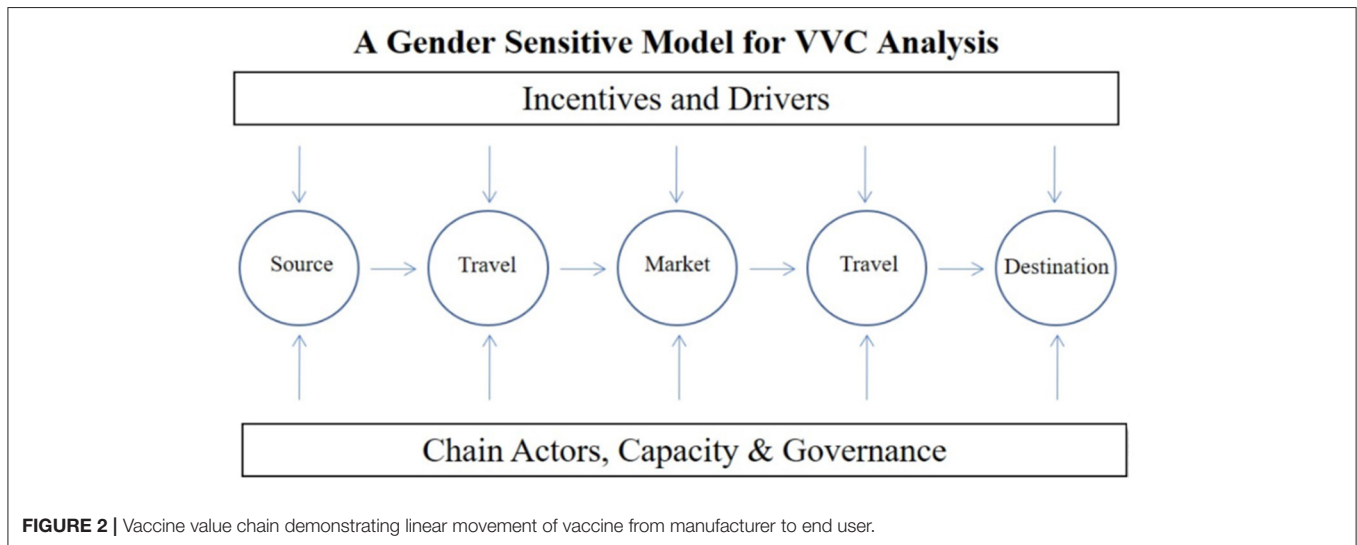 A Gender Sensitive Model for VVC Analysis
Incentives and Drivers
Source
Travel
Market
Travel
Destination
Chain Actors, Capacity & Governance
FIGURE 2 | Vaccine value chain demonstrating linear movement of vaccine from manufacturer to end user.